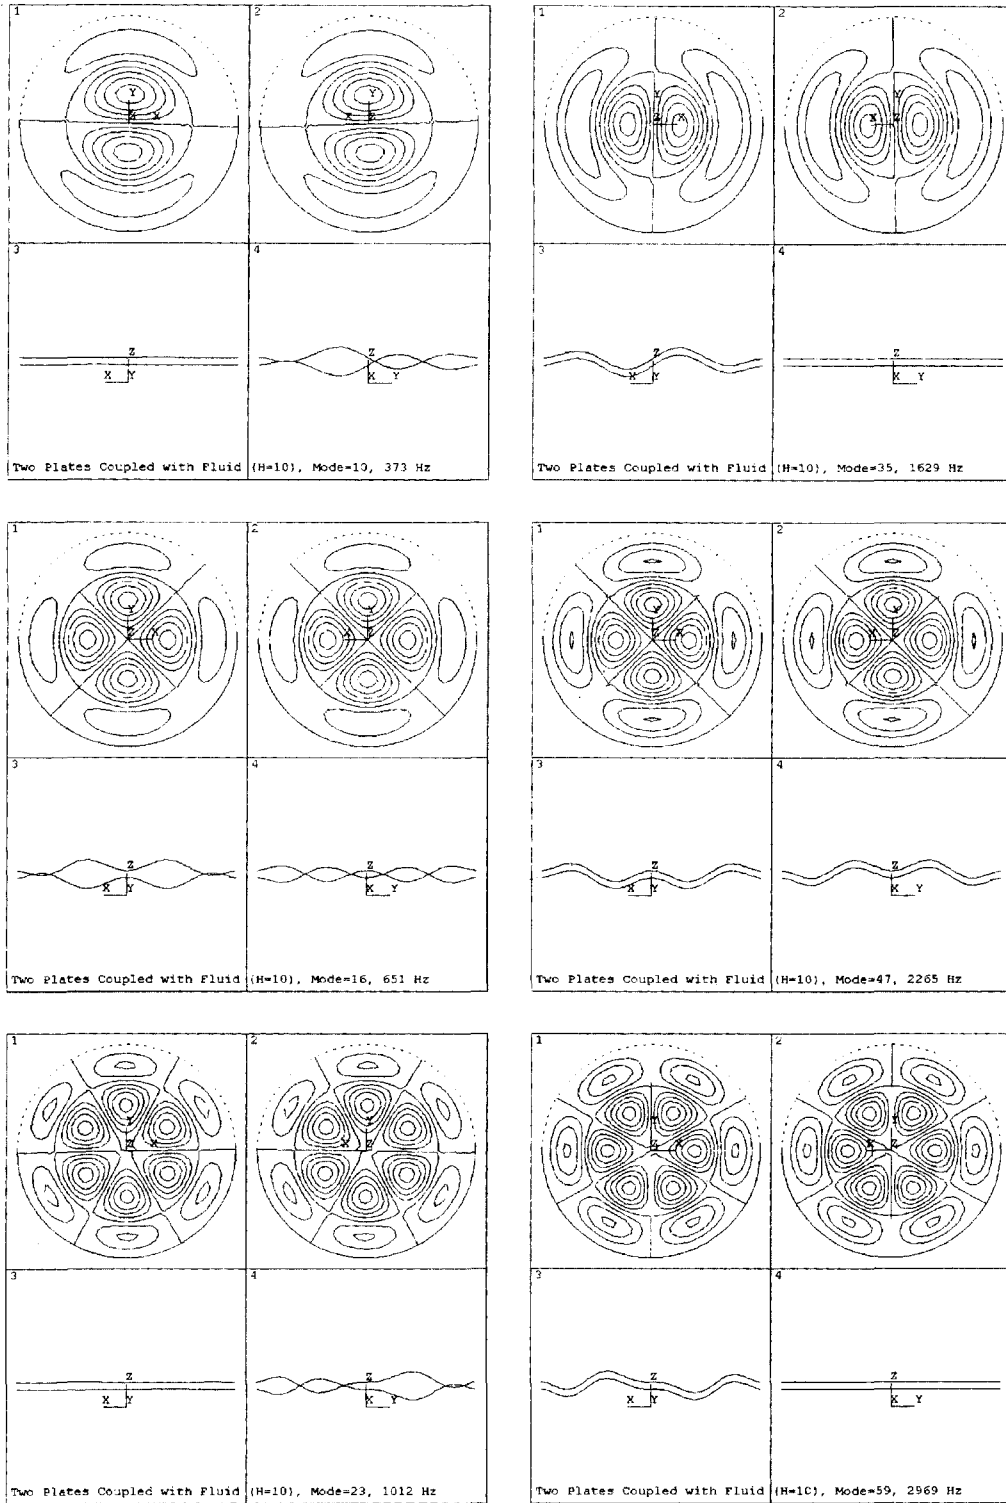 1
2
Y
Z X
Y
X Z
3
4
Z
X Y
Z
X Y
Two Plates Coupled with Fluid (H=10), Mode=10, 373 Hz
1
2
Y
Z X
Y
X Z
3
4
Z
X Y
Z
X Y
Two Plates Coupled with Fluid (H=10), Mode=35, 1629 Hz
1
2
Y
Z X
Y
X Z
3
4
Z
X Y
Z
X Y
Two Plates Coupled with Fluid (H=10), Mode=16, 651 Hz
1
2
Y
Z X
Y
X Z
3
4
Z
X Y
Z
X Y
Two Plates Coupled with Fluid (H=10), Mode=47, 2265 Hz
1
2
Y
Z X
Y
X Z
3
4
Z
X Y
Z
X Y
Two Plates Coupled with Fluid (H=10), Mode=23, 1012 Hz
1
2
Y
Z X
Y
X Z
3
4
Z
X Y
Z
X Y
Two Plates Coupled with Fluid (H=10), Mode=59, 2969 Hz